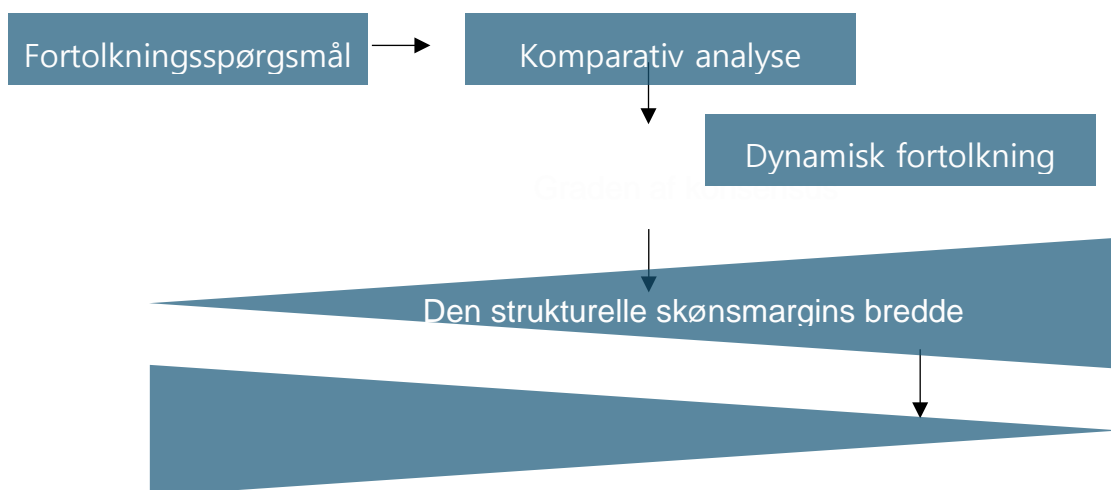 Fortolkningsspørgsmål
Komparativ analyse
Dynamisk fortolkning
Den strukturelle skønsmargins bredde